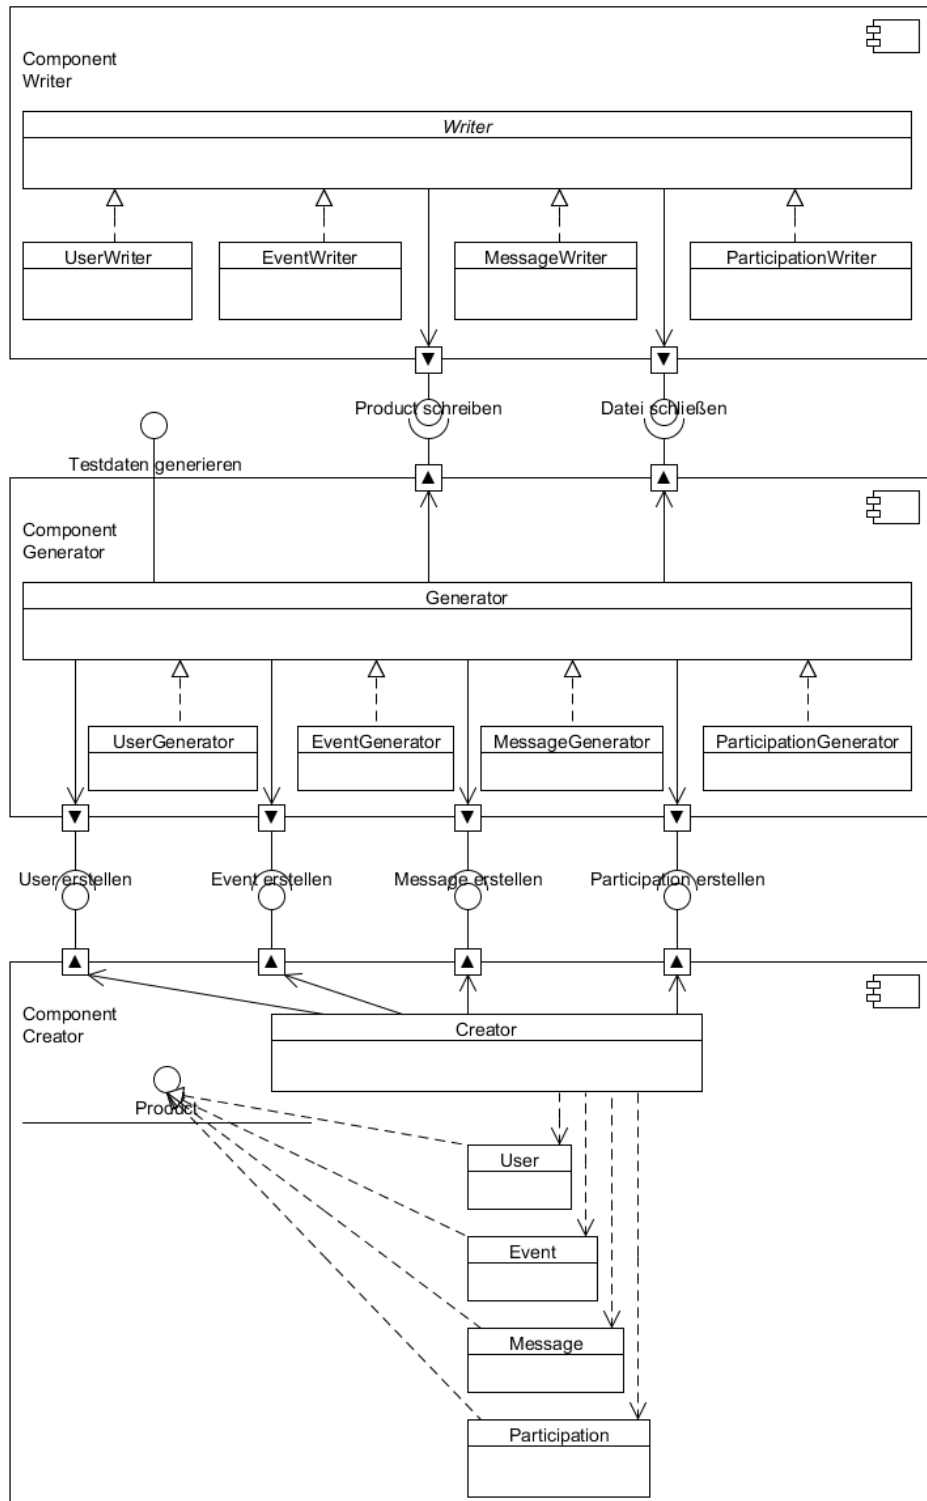 Component
Writer
Writer
UserWriter
EventWriter
MessageWriter
ParticipationWriter
Product schreiben
Datei schließen
Testdaten generieren
Component
Generator
Generator
UserGenerator
EventGenerator
MessageGenerator
ParticipationGenerator
User erstellen
Event erstellen
Message erstellen
Participation erstellen
Component
Creator
Creator
Product
User
Event
Message
Participation